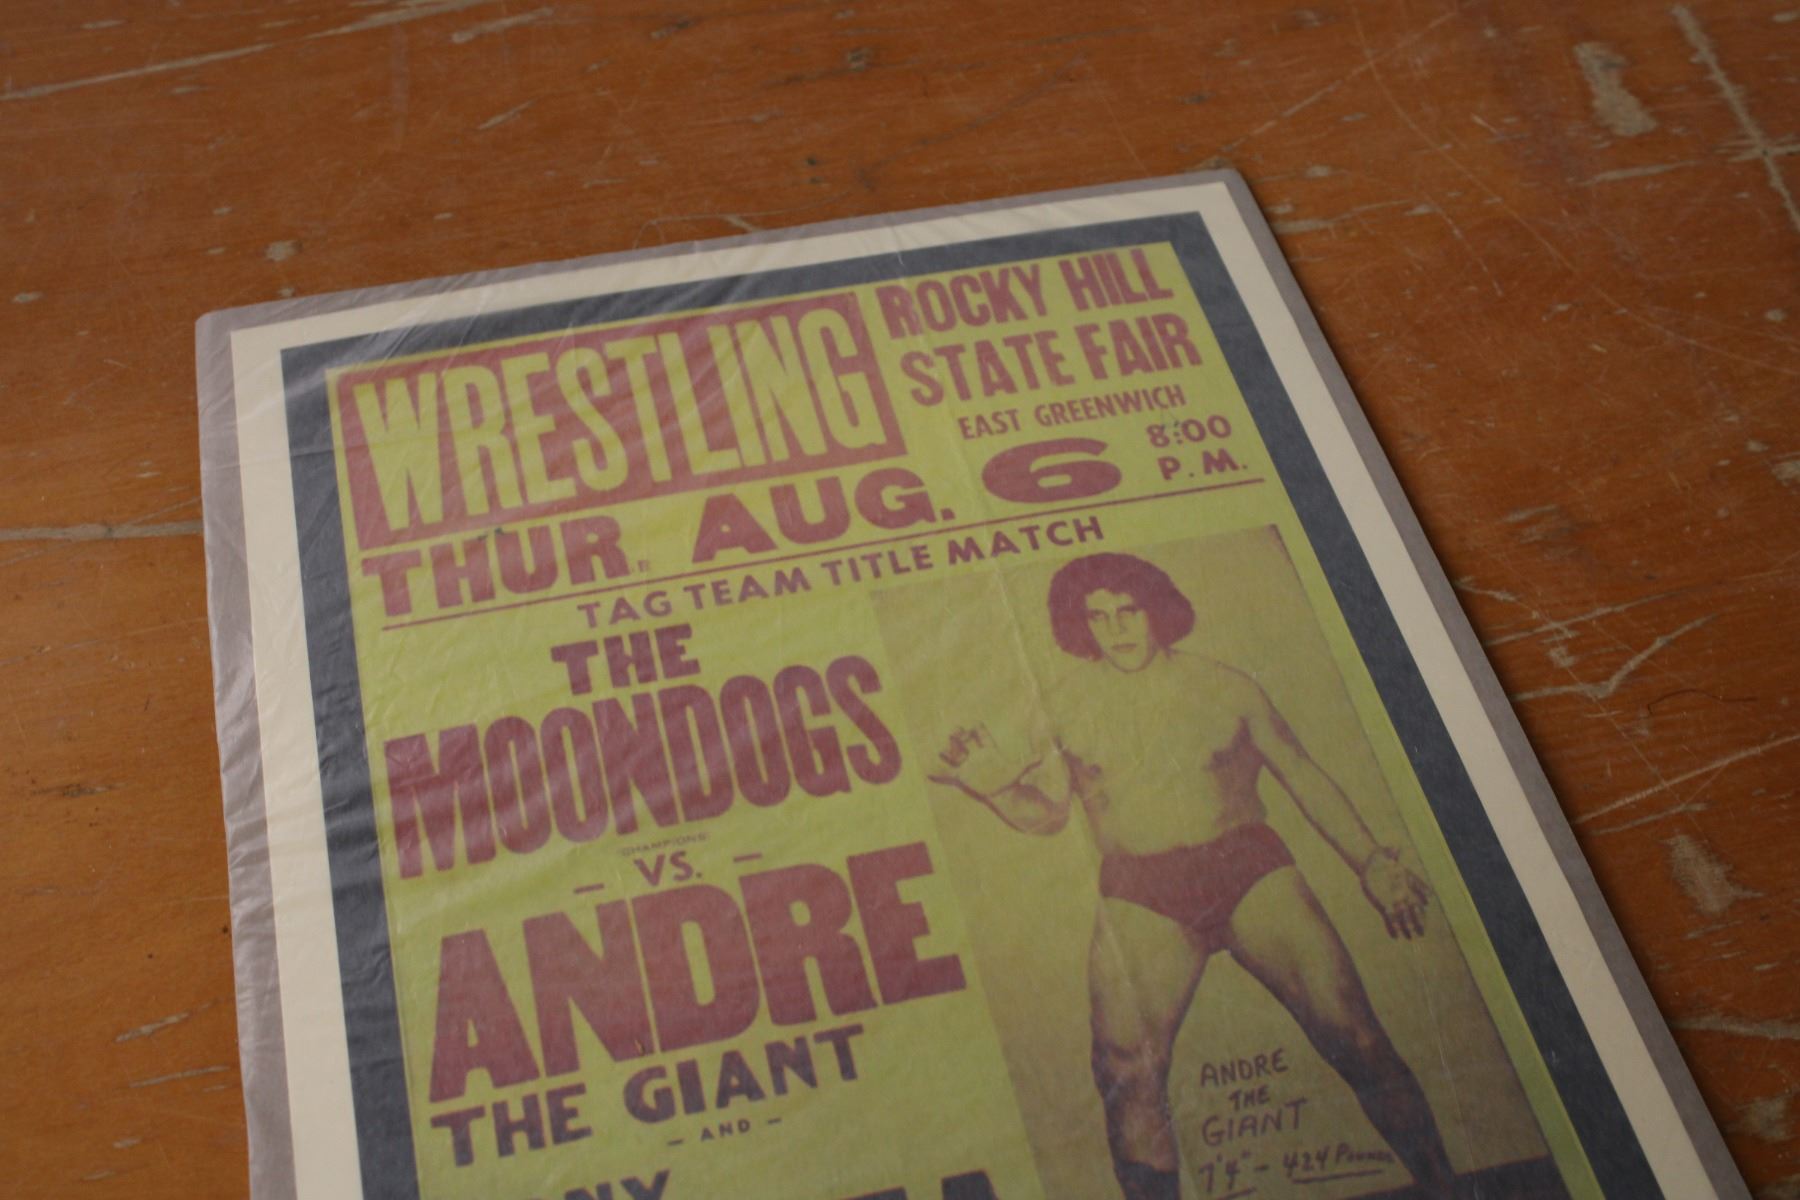 WRESTLING
ROCKY HILL
STATE FAIR
EAST GREENWICH
THUR. AUG. 6 8:00
P.M.
TAG TEAM TITLE MATCH
THE
MOONDOGS
"CHAMPIONS"
– VS. –
ANDRE
THE GIANT
– AND –
ANDRE
THE
GIANT
7'4" – 424 POUNDS